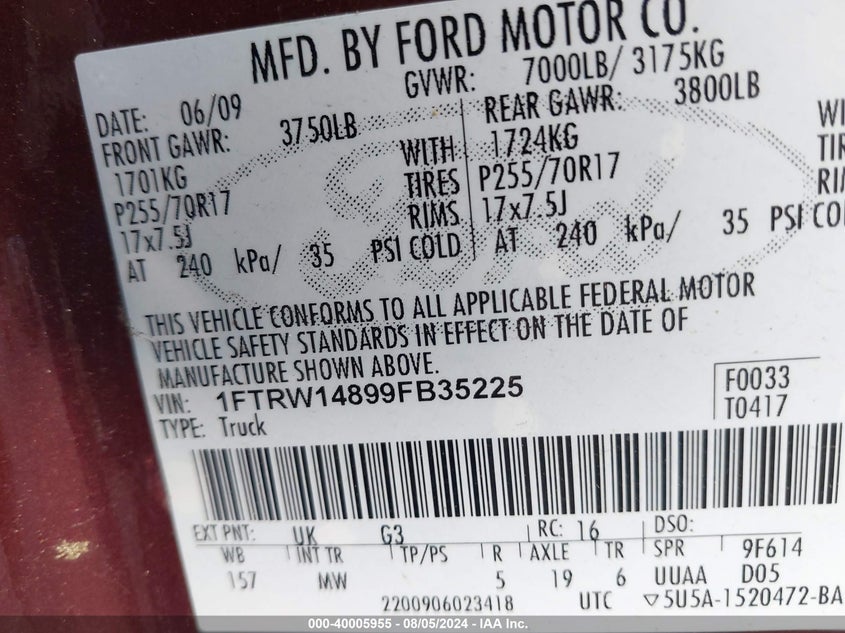 MFD. BY FORD MOTOR CO.
DATE: 06/09 GVWR: 7000LB/ 3175KG
FRONT GAWR: 3750LB REAR GAWR: 3800LB
1701KG WITH 1724KG WI
P255/70R17 TIRES P255/70R17 TIR
17x7.5J RIMS 17x7.5J RI
AT 240 kPa/ 35 PSI COLD AT 240 kPa/ 35 PSI CO
Ford
THIS VEHICLE CONFORMS TO ALL APPLICABLE FEDERAL MOTOR
VEHICLE SAFETY STANDARDS IN EFFECT ON THE DATE OF
MANUFACTURE SHOWN ABOVE.
VIN: 1FTRW14899FB35225 F0033
TYPE: Truck T0417
EXT PNT: UK G3 RC: 16 DSO:
WB INT TR TP/PS R AXLE TR SPR 9F614
157 MW 5 19 6 UUAA D05
2200906023418 UTC ▽5U5A-1520472-BA
000-40005955 - 08/05/2024 - IAA Inc.